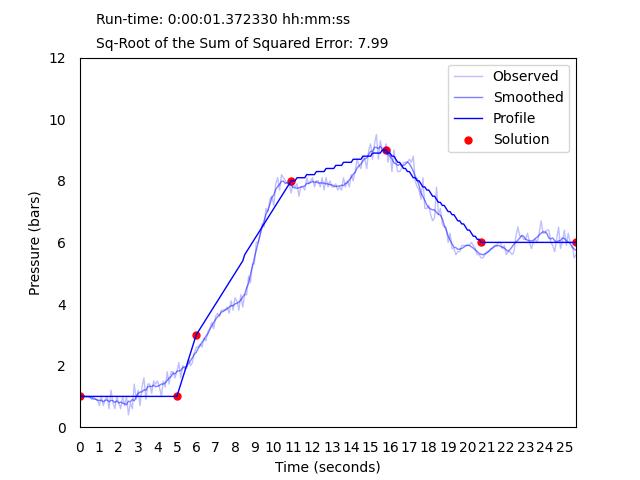 Run-time: 0:00:01.372330 hh:mm:ss
Sq-Root of the Sum of Squared Error: 7.99
12
10
8
6
4
2
0
Pressure (bars)
Observed
Smoothed
Profile
Solution
0 1 2 3 4 5 6 7 8 9 10 11 12 13 14 15 16 17 18 19 20 21 22 23 24 25
Time (seconds)